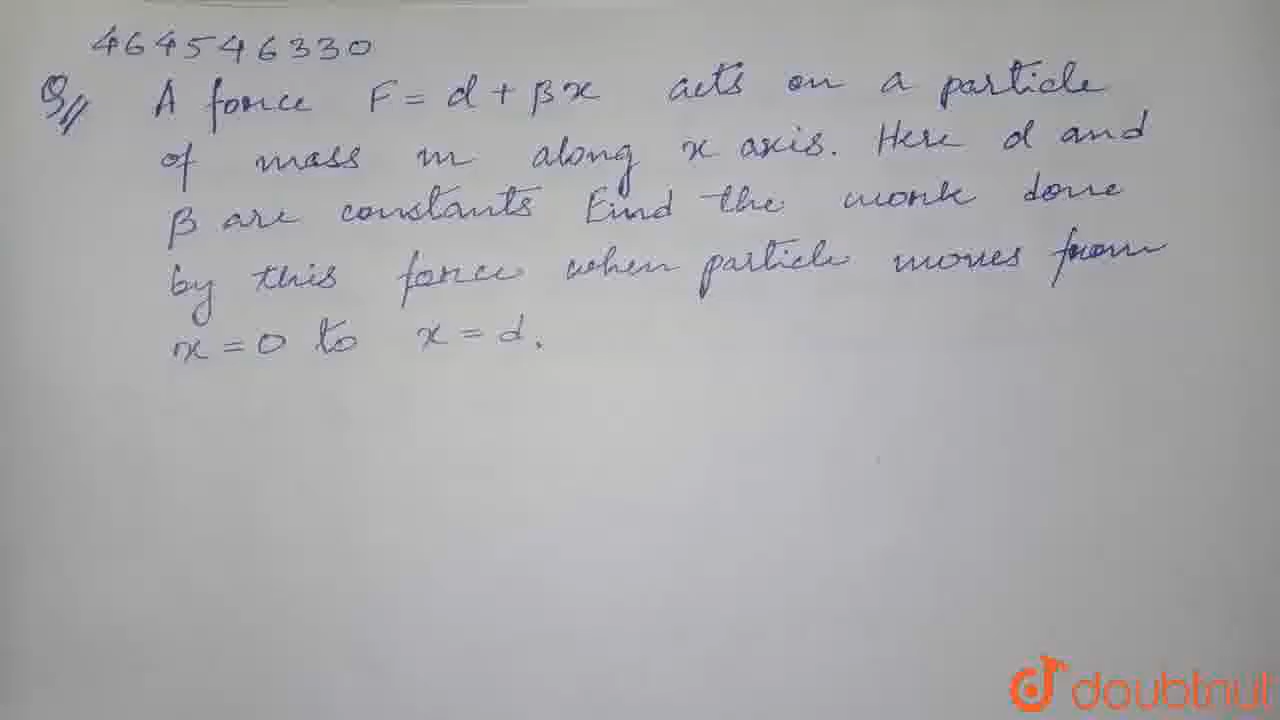 464546330
Q// A force F = d + βx acts on a particle
of mass m along x axis. Here d and
β are constants Find the work done
by this force when particle moves from
x = 0 to x = d.
doubtnut